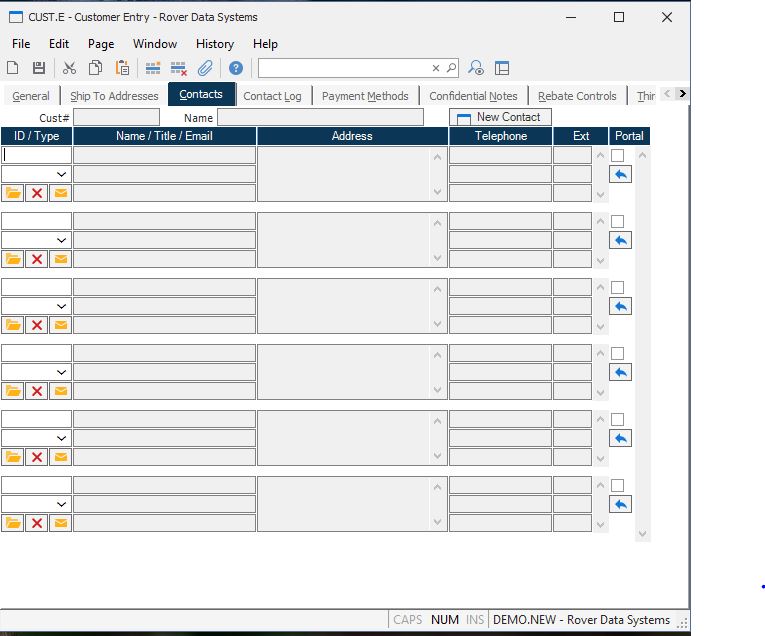 CUST.E - Customer Entry - Rover Data Systems
File Edit Page Window History Help
General Ship To Addresses Contacts Contact Log Payment Methods Confidential Notes Rebate Controls Thir
Cust# Name New Contact
ID / Type Name / Title / Email Address Telephone Ext Portal
CAPS NUM INS DEMO.NEW - Rover Data Systems